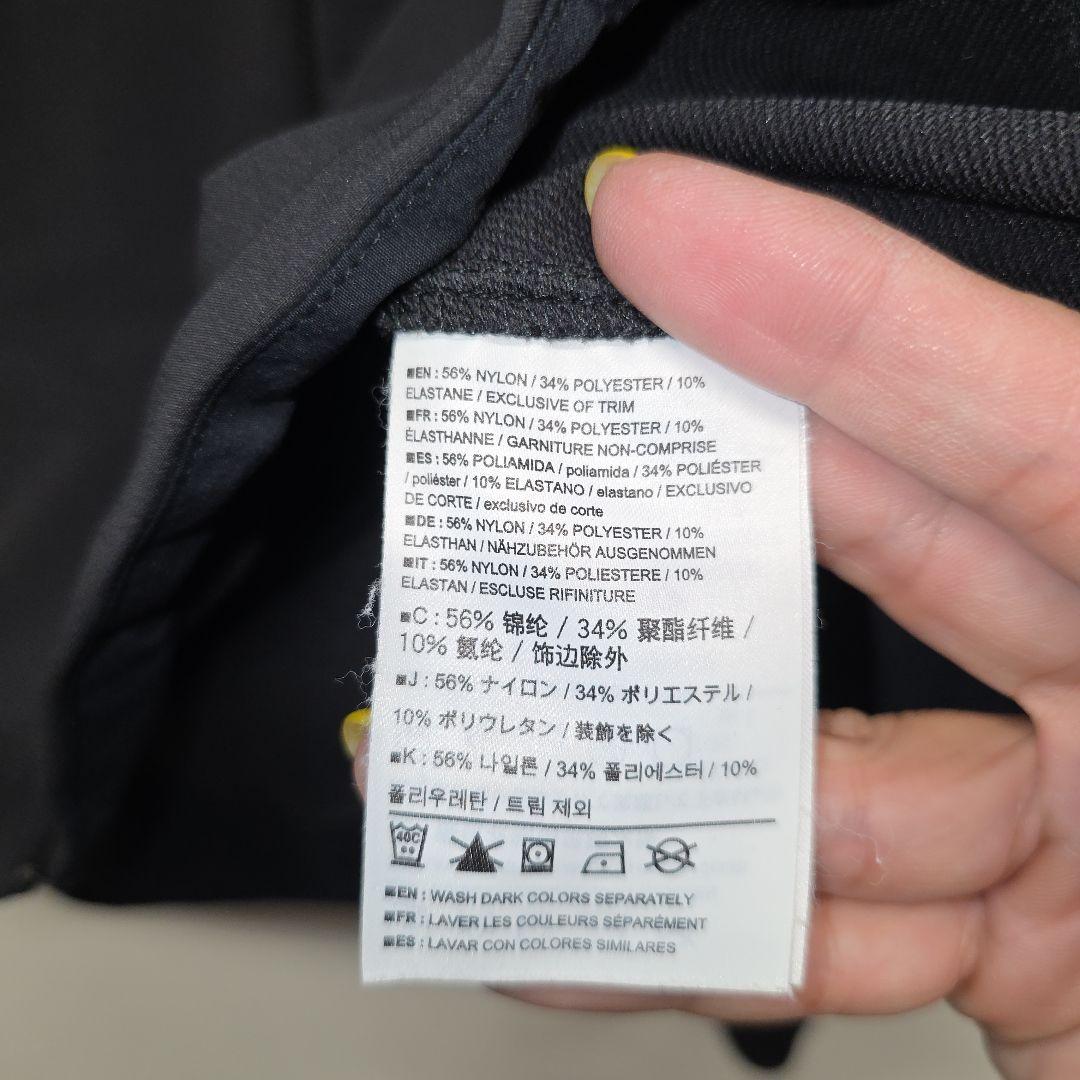 ■EN : 56% NYLON / 34% POLYESTER / 10%
ELASTANE / EXCLUSIVE OF TRIM
■FR : 56% NYLON / 34% POLYESTER / 10%
ÉLASTHANNE / GARNITURE NON-COMPRISE
■ES : 56% POLIAMIDA / poliamida / 34% POLIÉSTER
/ poliéster / 10% ELASTANO / elastano / EXCLUSIVO
DE CORTE / exclusivo de corte
■DE : 56% NYLON / 34% POLYESTER / 10%
ELASTHAN / NÄHZUBEHÖR AUSGENOMMEN
■IT : 56% NYLON / 34% POLIESTERE / 10%
ELASTAN / ESCLUSE RIFINITURE
■C : 56% 锦纶 / 34% 聚酯纤维 /
10% 氨纶 / 饰边除外
■J : 56% ナイロン / 34% ポリエステル /
10% ポリウレタン / 装飾を除く
■K : 56% 나일론 / 34% 폴리에스터 / 10%
폴리우레탄 / 트림 제외
40C
■EN : WASH DARK COLORS SEPARATELY
■FR : LAVER LES COULEURS SÉPARÉMENT
■ES : LAVAR CON COLORES SIMILARES